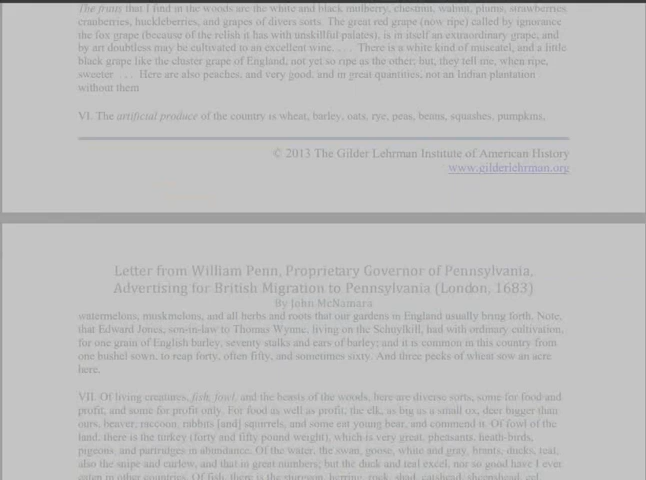 The fruits that I find in the woods are the white and black mulberry, chestnut, walnut, plums, strawberries
cranberries, huckleberries, and grapes of divers sorts. The great red grape (now ripe) called by ignorance
the fox grape (because of the relish it has with unskillful palates), is in itself an extraordinary grape, and
by art doubtless may be cultivated to an excellent wine. . . . There is a white kind of muscatel, and a little
black grape like the cluster grape of England, not yet so ripe as the other; but, they tell me, when ripe,
sweeter . . . Here are also peaches, and very good, and in great quantities, not an Indian plantation
without them
VI. The artificial produce of the country is wheat, barley, oats, rye, peas, beans, squashes, pumpkins,
© 2013 The Gilder Lehrman Institute of American History
www.gilderlehrman.org
Letter from William Penn, Proprietary Governor of Pennsylvania,
Advertising for British Migration to Pennsylvania (London, 1683)
By John McNamara
watermelons, muskmelons, and all herbs and roots that our gardens in England usually bring forth. Note,
that Edward Jones, son-in-law to Thomas Wynne, living on the Schuylkill, had with ordinary cultivation,
for one grain of English barley, seventy stalks and ears of barley; and it is common in this country from
one bushel sown, to reap forty, often fifty, and sometimes sixty. And three pecks of wheat sow an acre
here.
VII. Of living creatures, fish, fowl, and the beasts of the woods, here are diverse sorts, some for food and
profit, and some for profit only. For food as well as profit, the elk, as big as a small ox, deer bigger than
ours, beaver, raccoon, rabbits [and] squirrels, and some eat young bear, and commend it. Of fowl of the
land, there is the turkey (forty and fifty pound weight), which is very great, pheasants, heath-birds,
pigeons, and partridges in abundance. Of the water, the swan, goose, white and gray, brants, ducks, teal,
also the snipe and curlew, and that in great numbers; but the duck and teal excel, nor so good have I ever
eaten in other countries. Of fish, there is the sturgeon, herring, rock, shad, catshead, sheepshead, eel